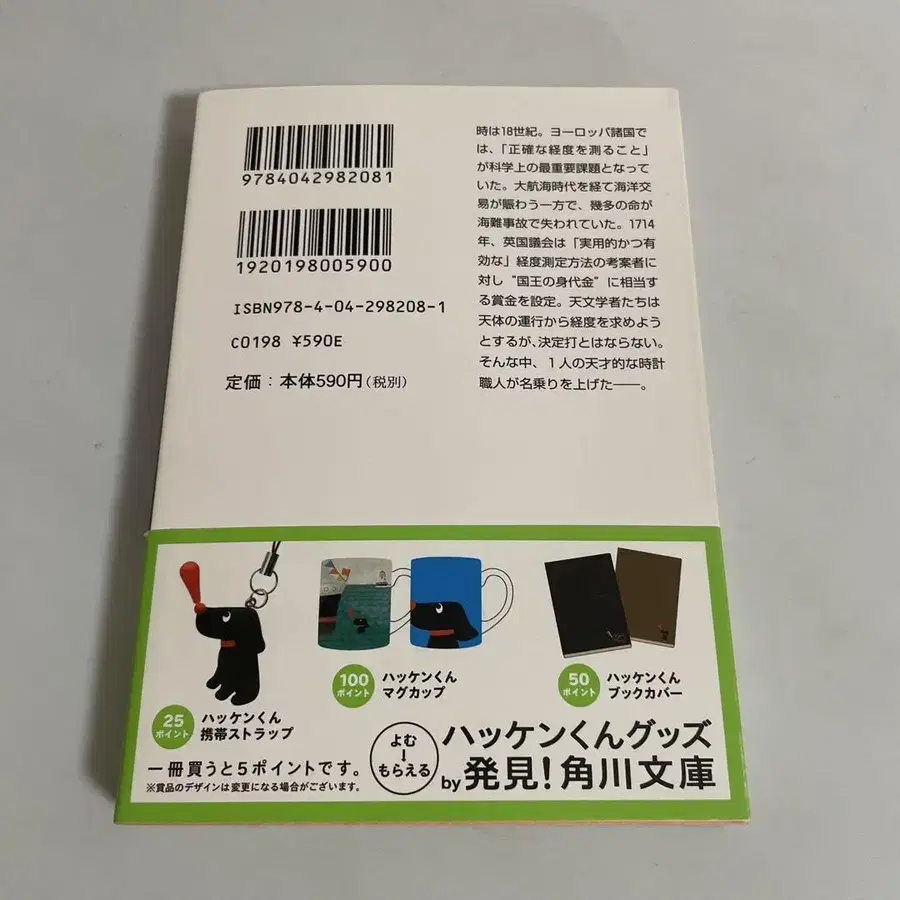 9784042982081
1920198005900
ISBN978-4-04-298208-1
C0198 ¥590E
定価：本体590円（税別）
時は18世紀。ヨーロッパ諸国で
は、「正確な経度を測ること」
が科学上の最重要課題となって
いた。大航海時代を経て海洋交
易が賑わう一方で、幾多の命が
海難事故で失われていた。1714
年、英国議会は「実用的かつ有
効な」経度測定方法の考案者に
対し“国王の身代金”に相当す
る賞金を設定。天文学者たちは
天体の運行から経度を求めよう
とするが、決定打とはならない。
そんな中、１人の天才的な時計
職人が名乗りを上げた――。
25
ポイント
ハッケンくん
携帯ストラップ
100
ポイント
ハッケンくん
マグカップ
50
ポイント
ハッケンくん
ブックカバー
一冊買うと5ポイントです。
※賞品のデザインは変更になる場合がございます。
よむ
↓
もらえる
ハッケンくんグッズ
by 発見！角川文庫